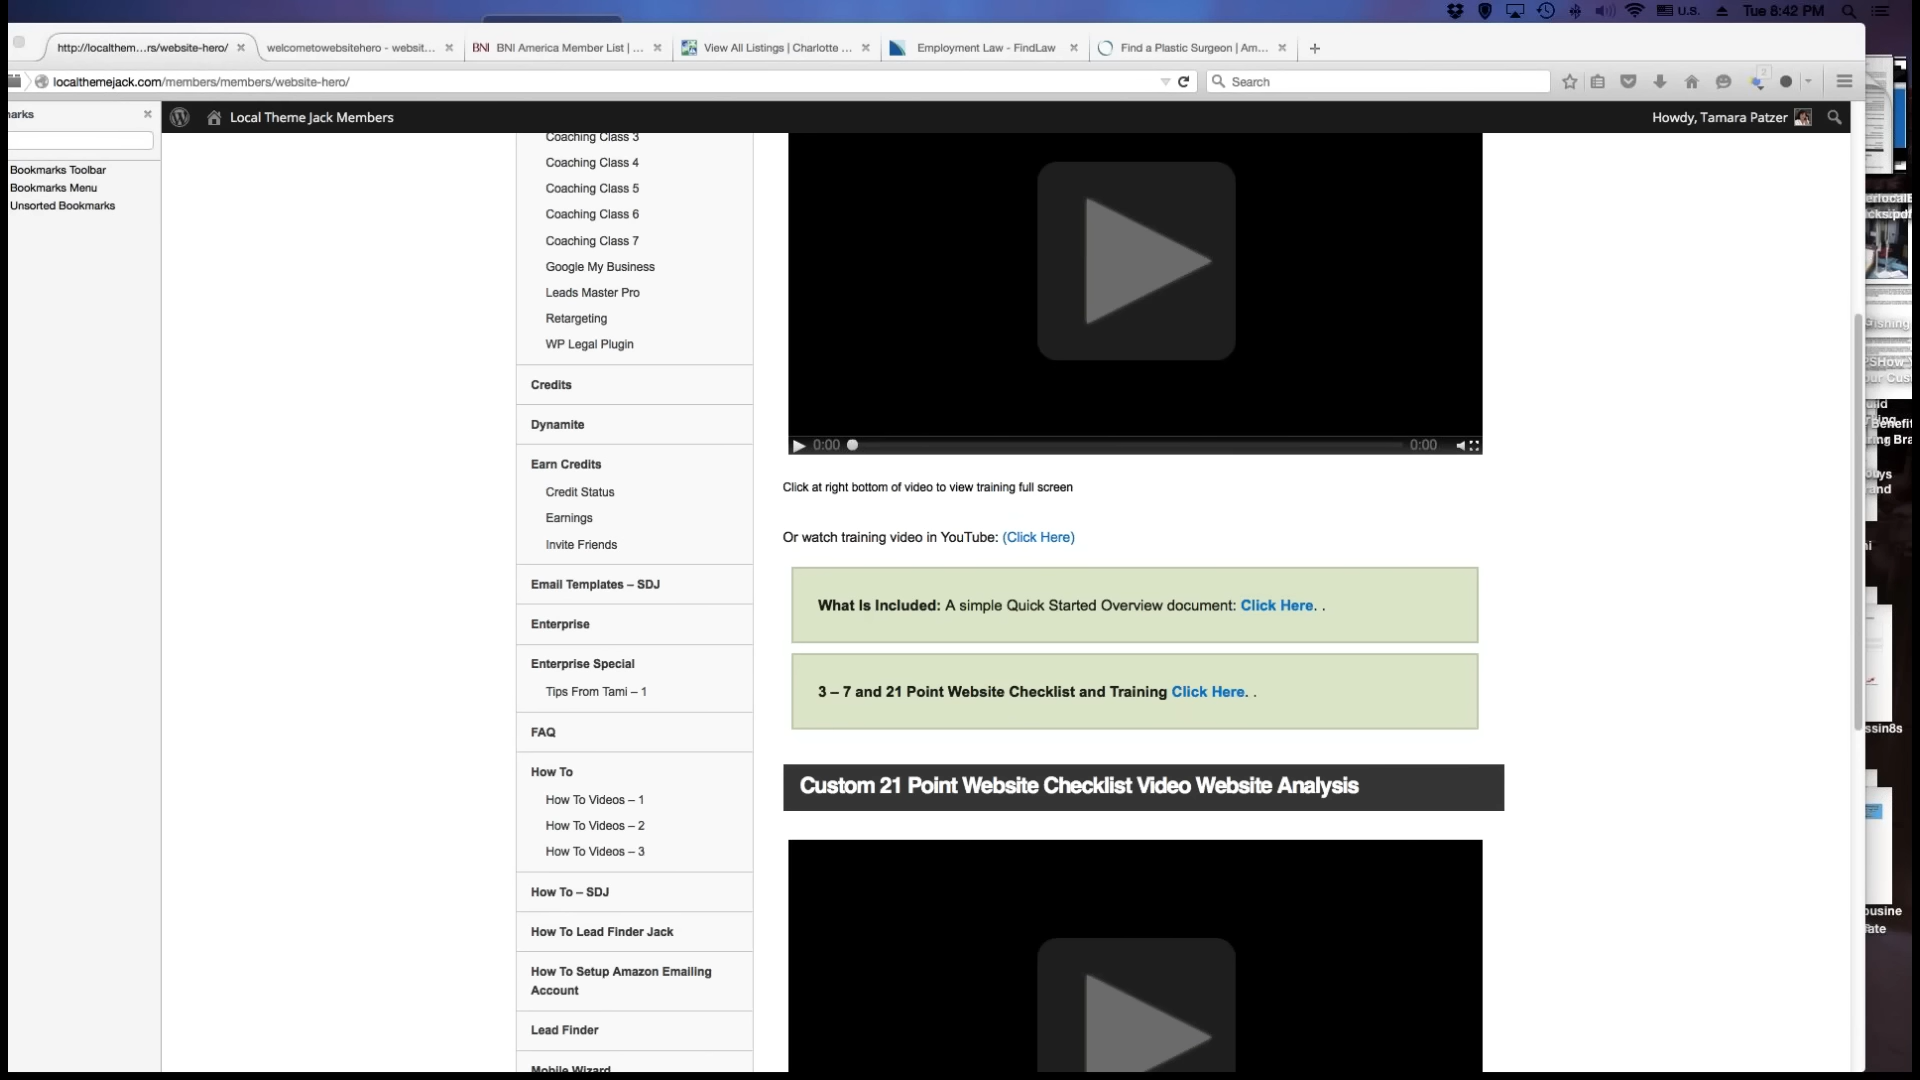 U.S.
Tue 8:42 PM
http://localthem...rs/website-hero/
welcometowebsitehero - websit...
BNI BNI America Member List | ...
View All Listings | Charlotte ...
Employment Law - FindLaw
Find a Plastic Surgeon | Am...
localthemejack.com/members/members/website-hero/
Search
2
arks
Local Theme Jack Members
Howdy, Tamara Patzer
Bookmarks Toolbar
Bookmarks Menu
Unsorted Bookmarks
Coaching Class 3
Coaching Class 4
Coaching Class 5
Coaching Class 6
Coaching Class 7
Google My Business
Leads Master Pro
Retargeting
WP Legal Plugin
Credits
Dynamite
Earn Credits
Credit Status
Earnings
Invite Friends
Email Templates – SDJ
Enterprise
Enterprise Special
Tips From Tami – 1
FAQ
How To
How To Videos – 1
How To Videos – 2
How To Videos – 3
How To – SDJ
How To Lead Finder Jack
How To Setup Amazon Emailing
Account
Lead Finder
Mobile Wizard
0:00
0:00
Click at right bottom of video to view training full screen
Or watch training video in YouTube: (Click Here)
What Is Included: A simple Quick Started Overview document: Click Here. .
3 – 7 and 21 Point Website Checklist and Training Click Here. .
Custom 21 Point Website Checklist Video Website Analysis
ssin8s